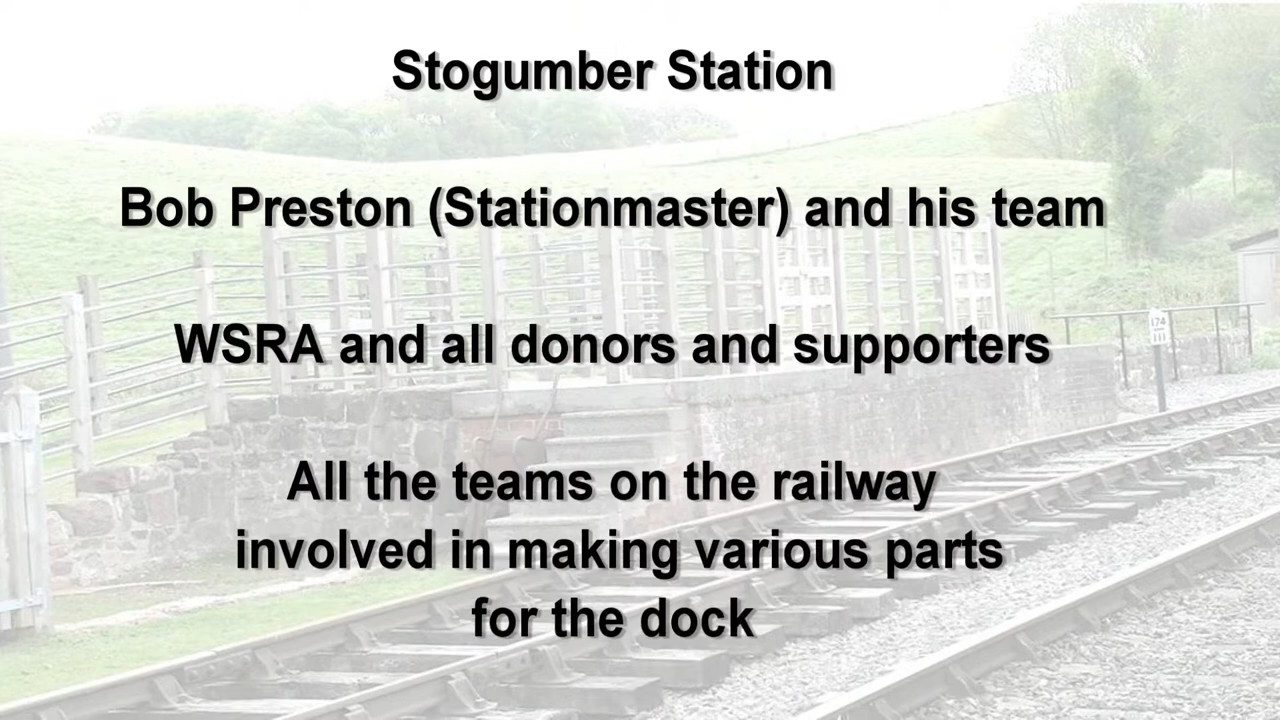 Stogumber Station
Bob Preston (Stationmaster) and his team
WSRA and all donors and supporters
174
All the teams on the railway
involved in making various parts
for the dock